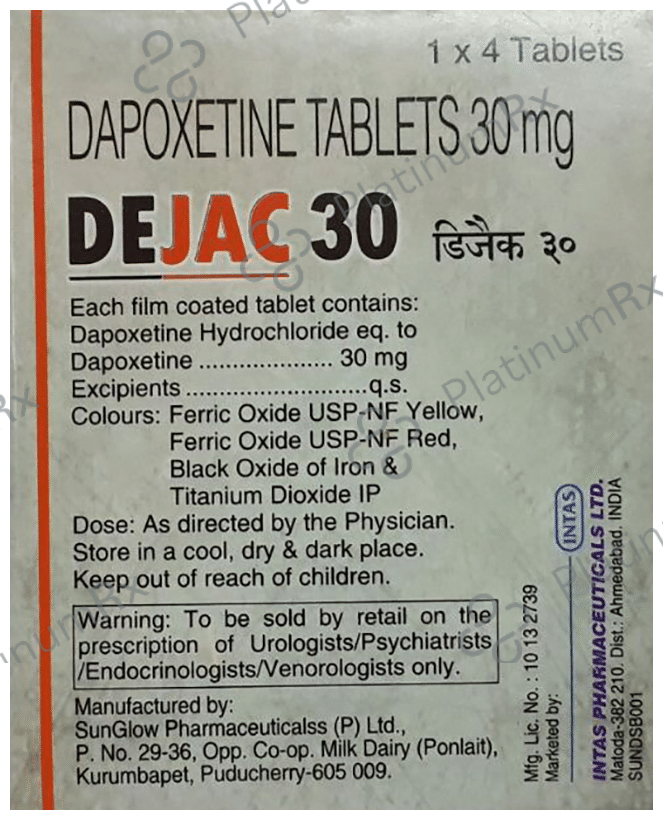 1 x 4 Tablets
DAPOXETINE TABLETS 30 mg
DEJAC 30 डिजैक ३०
Each film coated tablet contains:
Dapoxetine Hydrochloride eq. to
Dapoxetine .................... 30 mg
Excipients ...........................q.s.
Colours: Ferric Oxide USP-NF Yellow,
Ferric Oxide USP-NF Red,
Black Oxide of Iron &
Titanium Dioxide IP
Dose: As directed by the Physician.
Store in a cool, dry & dark place.
Keep out of reach of children.
Warning: To be sold by retail on the
prescription of Urologists/Psychiatrists
/Endocrinologists/Venorologists only.
Manufactured by:
SunGlow Pharmaceuticalss (P) Ltd.,
P. No. 29-36, Opp. Co-op. Milk Dairy (Ponlait),
Kurumbapet, Puducherry-605 009.
Mfg. Lic. No. : 10 13 2739
Marketed by:
INTAS
INTAS PHARMACEUTICALS LTD.
Matoda-382 210. Dist.: Ahmedabad. INDIA
SUNDSB001
PlatinumRx
PlatinumRx
PlatinumRx
PlatinumRx